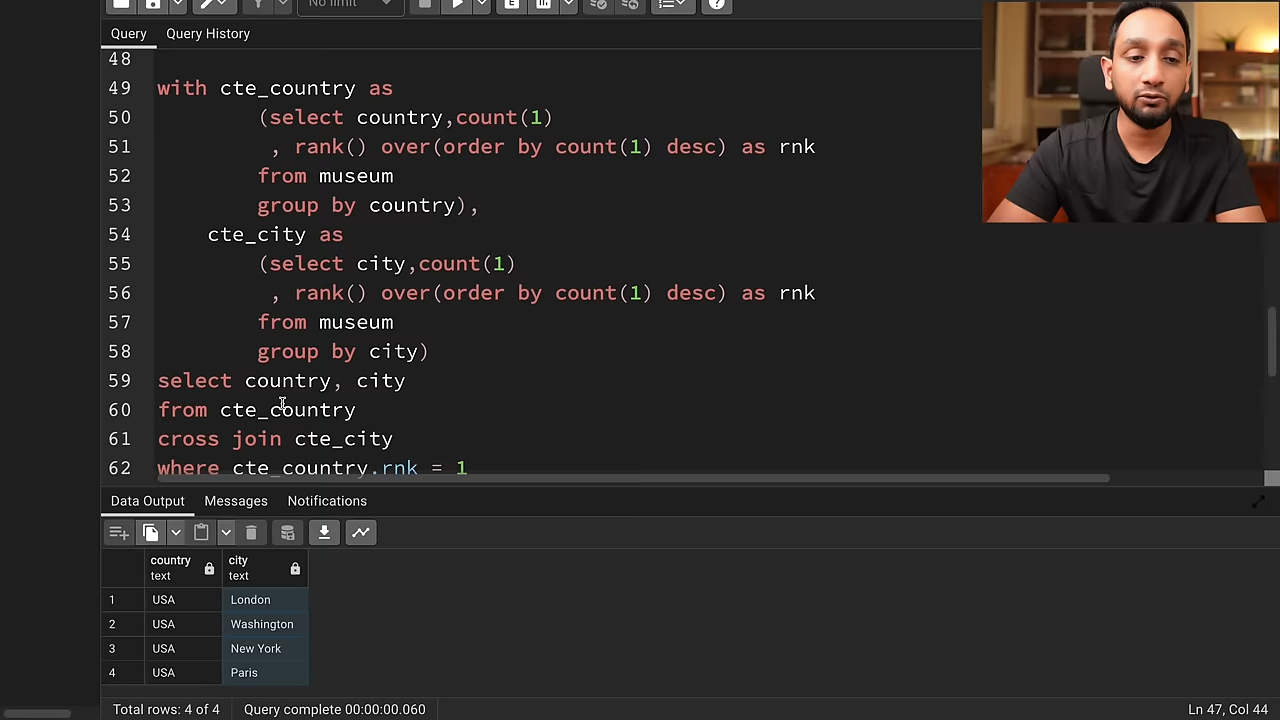 No limit
E
Query Query History
48
49 with cte_country as
50 (select country,count(1)
51 , rank() over(order by count(1) desc) as rnk
52 from museum
53 group by country),
54 cte_city as
55 (select city,count(1)
56 , rank() over(order by count(1) desc) as rnk
57 from museum
58 group by city)
59 select country, city
60 from cte_country
61 cross join cte_city
62 where cte_country.rnk = 1
Data Output Messages Notifications
country city
text text
1 USA London
2 USA Washington
3 USA New York
4 USA Paris
Total rows: 4 of 4 Query complete 00:00:00.060 Ln 47, Col 44